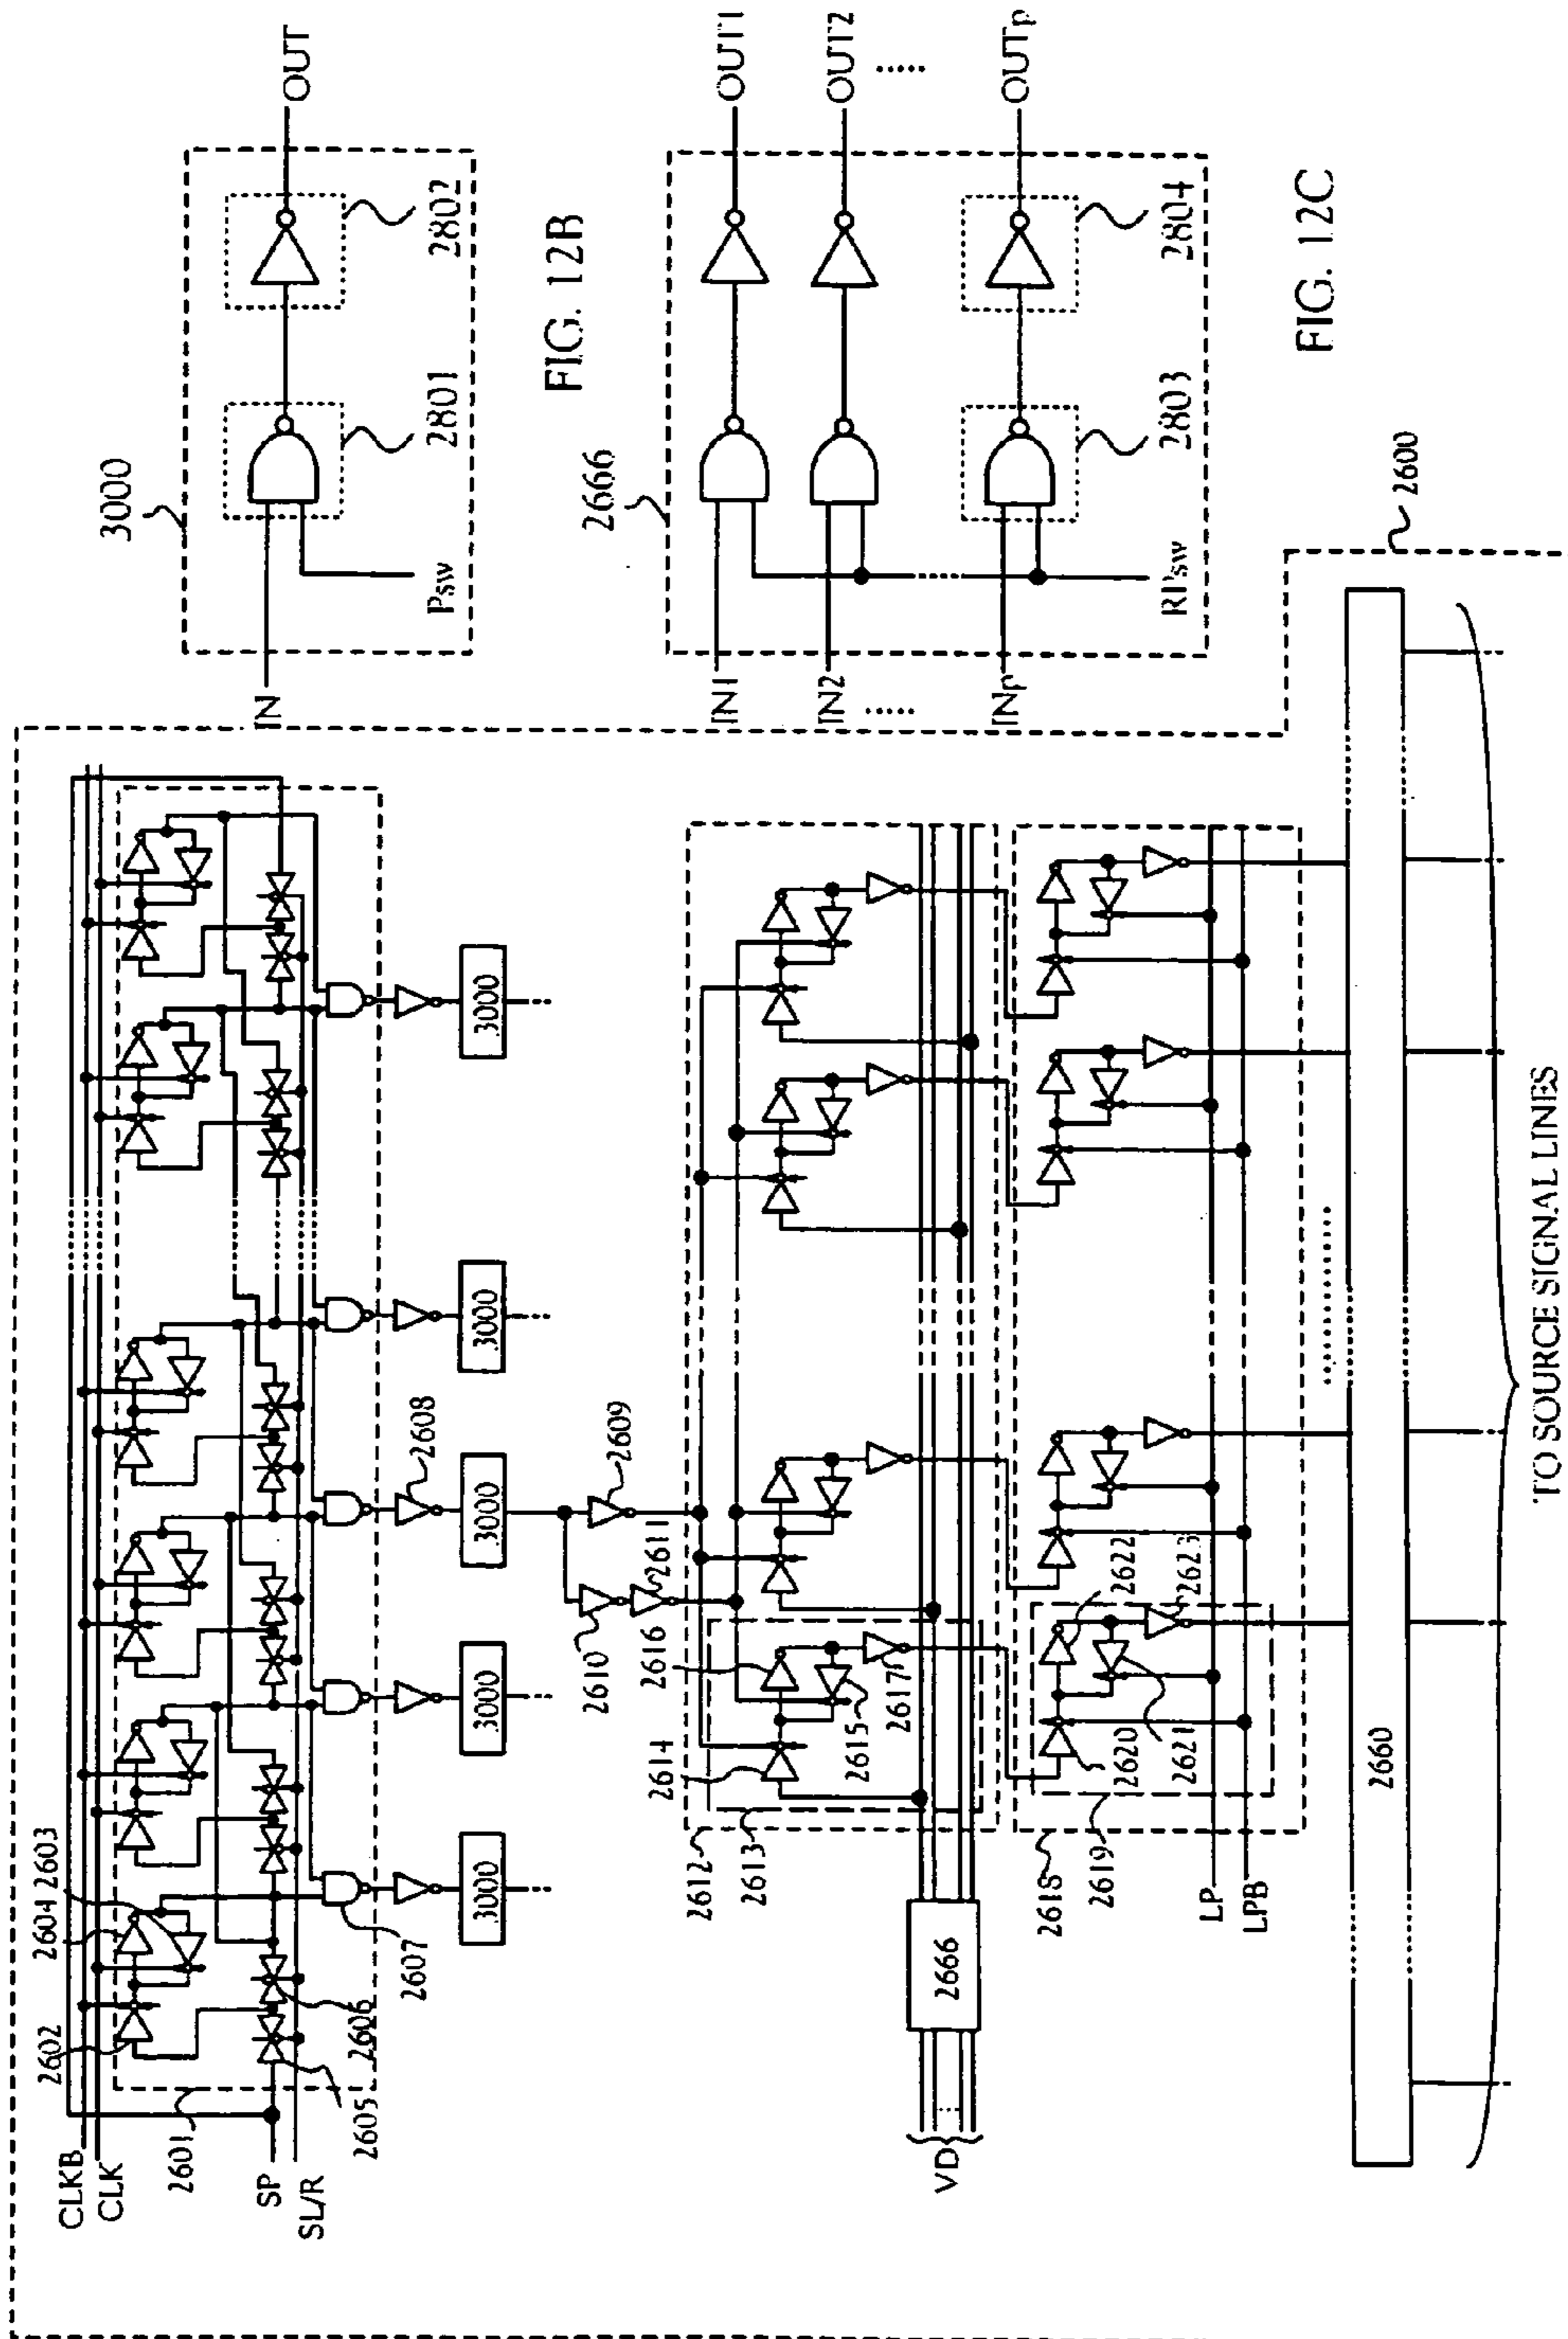 CLKB
CLK
2601
SP
SL/R
2602
2604
2603
2605
2606
2607
2608
3000
3000
3000
3000
3000
2609
2610
2611
2612
2613
2614
2616
2615
2617
VD
2666
2618
2619
LP
LPB
2620
2621
2622
2623
2660
TO SOURCE SIGNAL LINES
2600
3000
IN
Psw
2801
2802
OUT
FIG. 12B
2666
IN1
IN2
INp
RPsw
2803
2804
OUT1
OUT2
OUTp
FIG. 12C